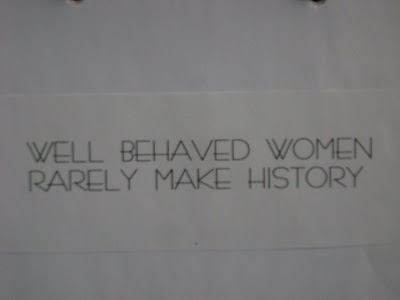 WELL BEHAVED WOMEN
RARELY MAKE HISTORY